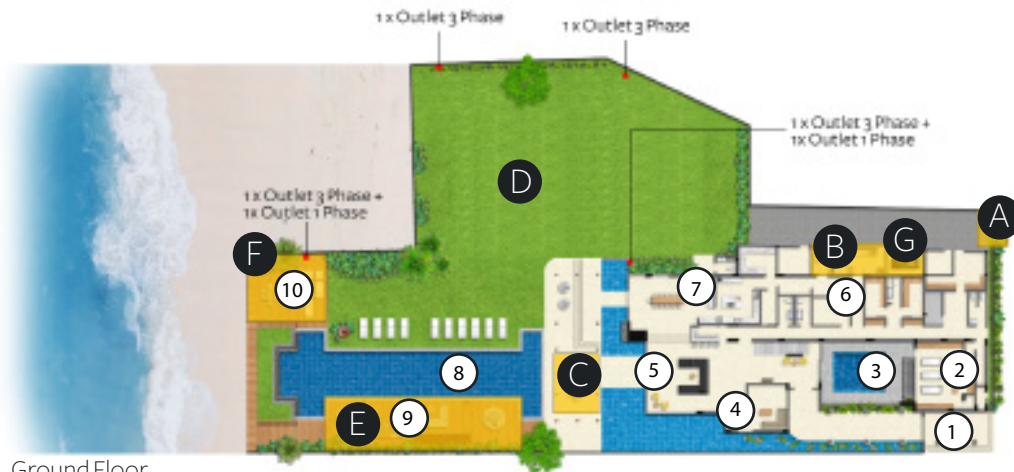 1 x Outlet 3 Phase
1 x Outlet 3 Phase
1 x Outlet 3 Phase +
1x Outlet 1 Phase
D
A
1 x Outlet 3 Phase +
1x Outlet 1 Phase
F
B
G
10
7
6
8
C
5
3
2
E
9
4
1
Ground Floor